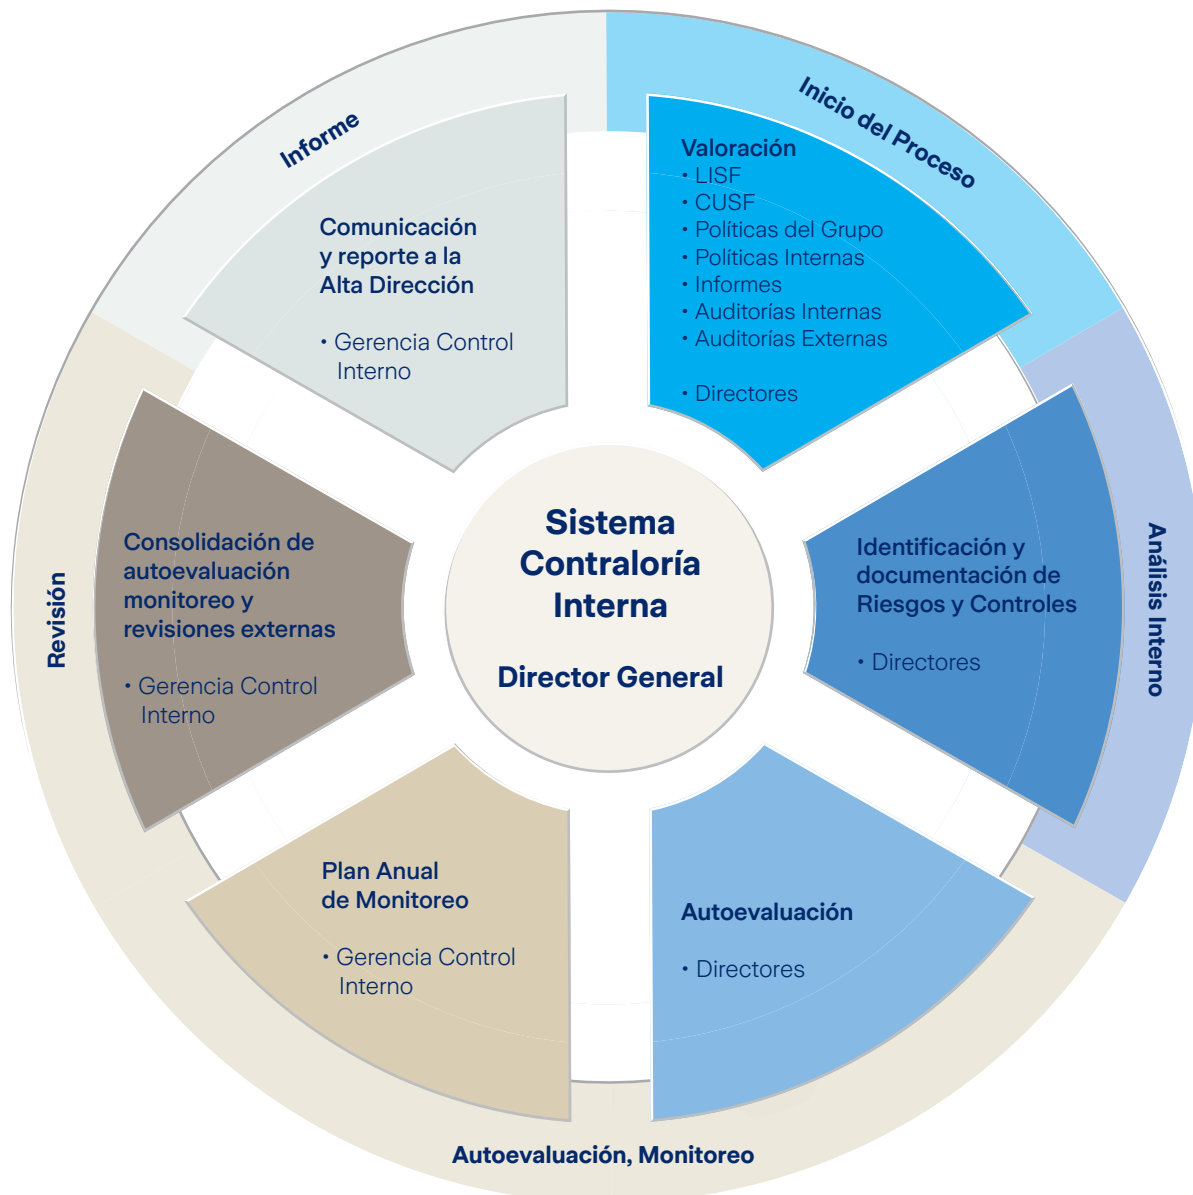 Inicio del Proceso
Valoración
• LISF
• CUSF
• Políticas del Grupo
• Políticas Internas
• Informes
• Auditorías Internas
• Auditorías Externas
• Directores
Análisis Interno
Identificación y
documentación de
Riesgos y Controles
• Directores
Autoevaluación
• Directores
Autoevaluación, Monitoreo
Plan Anual
de Monitoreo
• Gerencia Control
Interno
Revisión
Consolidación de
autoevaluación
monitoreo y
revisiones externas
• Gerencia Control
Interno
Informe
Comunicación
y reporte a la
Alta Dirección
• Gerencia Control
Interno
Sistema
Contraloría
Interna
Director General